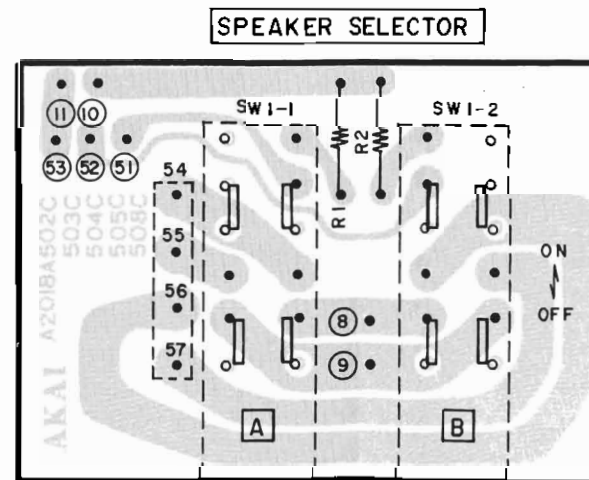 SPEAKER SELECTOR
SW1-1
SW1-2
11
10
53
52
51
R1
R2
54
55
56
57
8
9
ON
OFF
A
B
AKAI A2018A502C
503C
504C
505C
508C